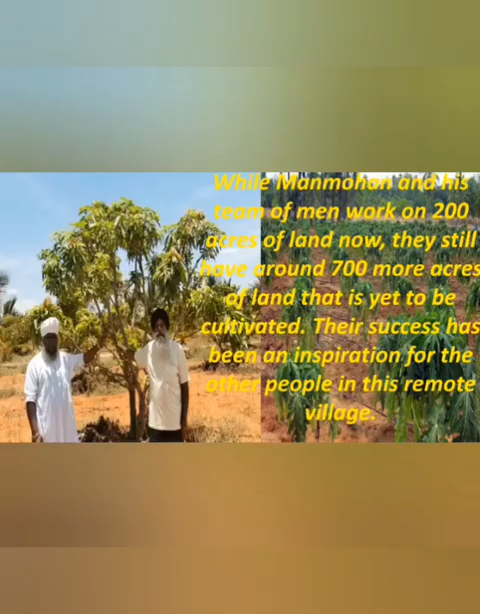 While Manmohan and his
team of men work on 200
acres of land now, they still
have around 700 more acres
of land that is yet to be
cultivated. Their success has
been an inspiration for the
other people in this remote
village.